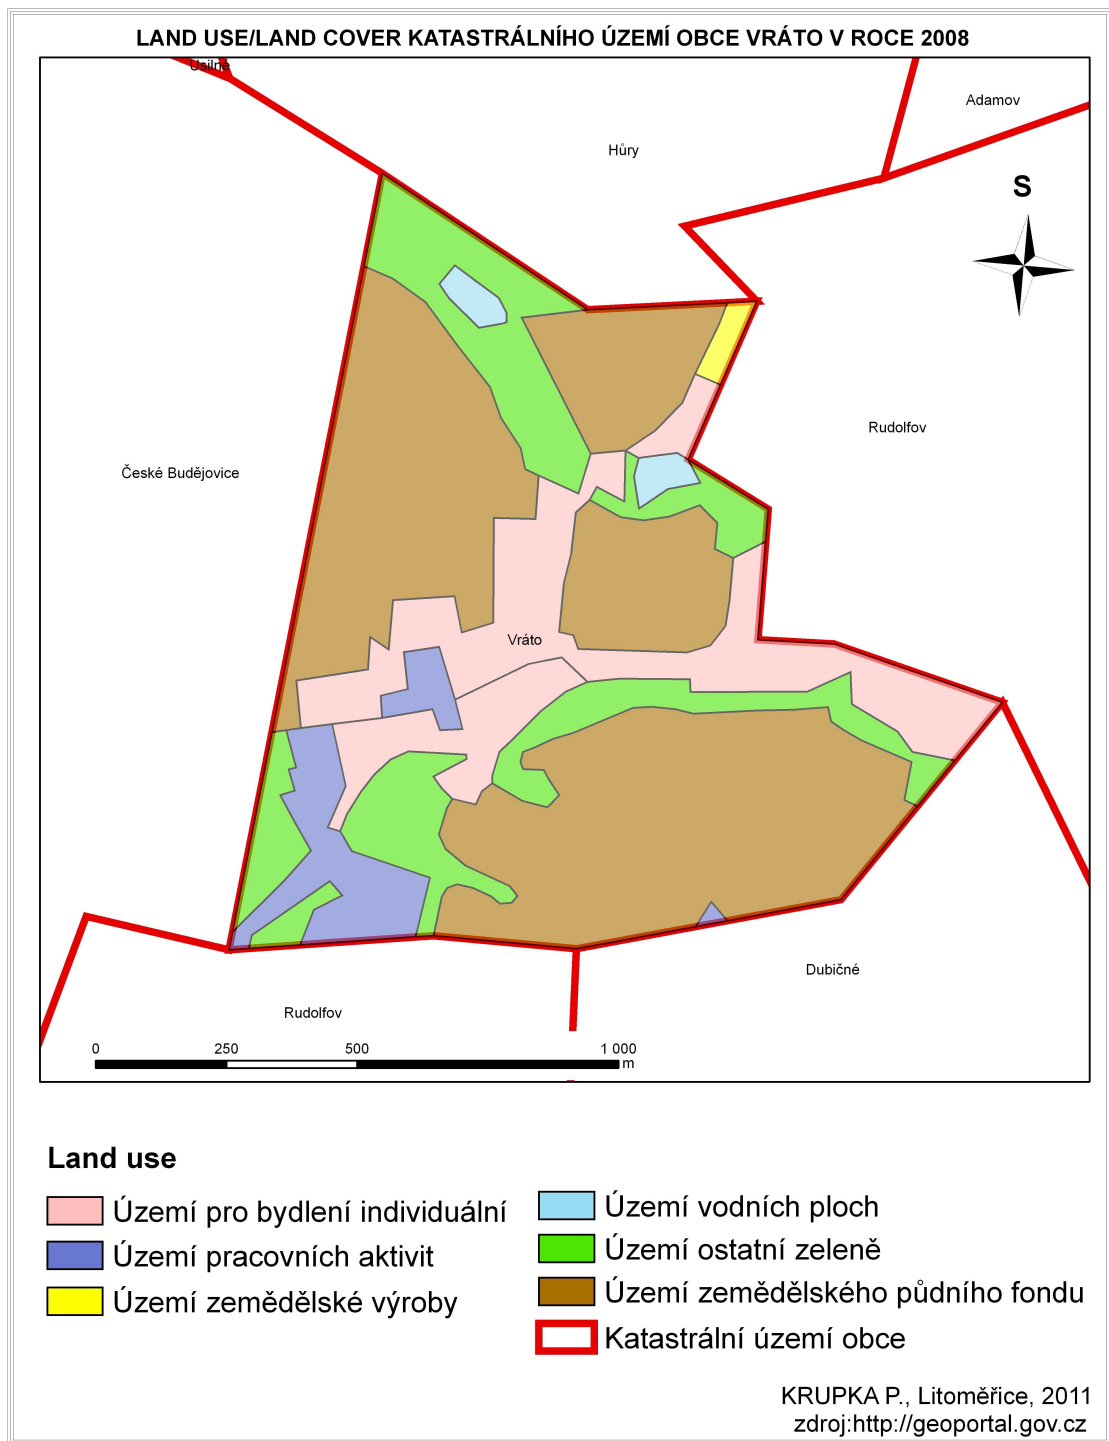 LAND USE/LAND COVER KATASTRÁLNÍHO ÚZEMÍ OBCE VRÁTO V ROCE 2008
Úsilné
Adamov
Hůry
S
Rudolfov
České Budějovice
Vráto
Dubičné
Rudolfov
0 250 500 1 000
m
Land use
Území pro bydlení individuální
Území pracovních aktivit
Území zemědělské výroby
Území vodních ploch
Území ostatní zeleně
Území zemědělského půdního fondu
Katastrální území obce
KRUPKA P., Litoměřice, 2011
zdroj:http://geoportal.gov.cz